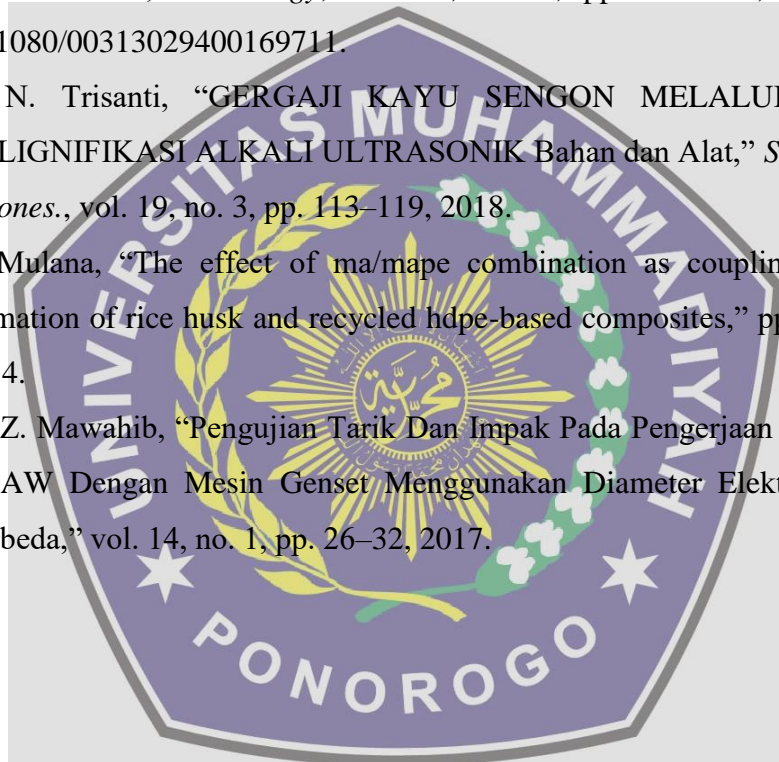 1080/00313029400169711.
N. Trisanti, “GERGAJI KAYU SENGON MELALUI
LIGNIFIKASI ALKALI ULTRASONIK Bahan dan Alat,” S
ones., vol. 19, no. 3, pp. 113–119, 2018.
Mulana, “The effect of ma/mape combination as couplin
mation of rice husk and recycled hdpe-based composites,” pp
4.
Z. Mawahib, “Pengujian Tarik Dan Impak Pada Pengerjaan
AW Dengan Mesin Genset Menggunakan Diameter Elekt
beda,” vol. 14, no. 1, pp. 26–32, 2017.
UNIVERSITAS MUHAMMADIYAH
محمدية
PONOROGO